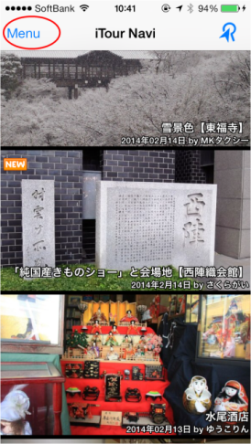 SoftBank 10:41 94%
Menu iTour Navi
雪景色【東福寺】
2014年02月14日 by MKタクシー
NEW
西陣
「純国産きものショー」と会場地【西陣織会館】
2014年2月14日 by さくらがい
水尾酒店
2014年02月13日 by ゆうこりん